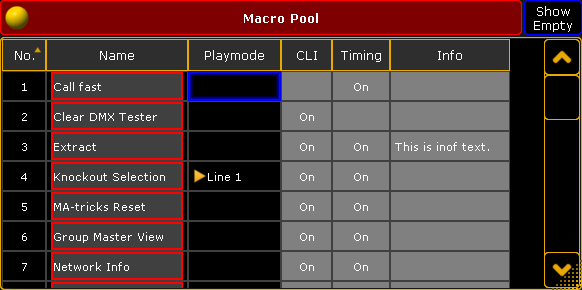 Macro Pool
Show Empty
No. Name Playmode CLI Timing Info
1 Call fast On
2 Clear DMX Tester On
3 Extract On On This is inof text.
4 Knockout Selection Line 1 On On
5 MA-tricks Reset On On
6 Group Master View On On
7 Network Info On On